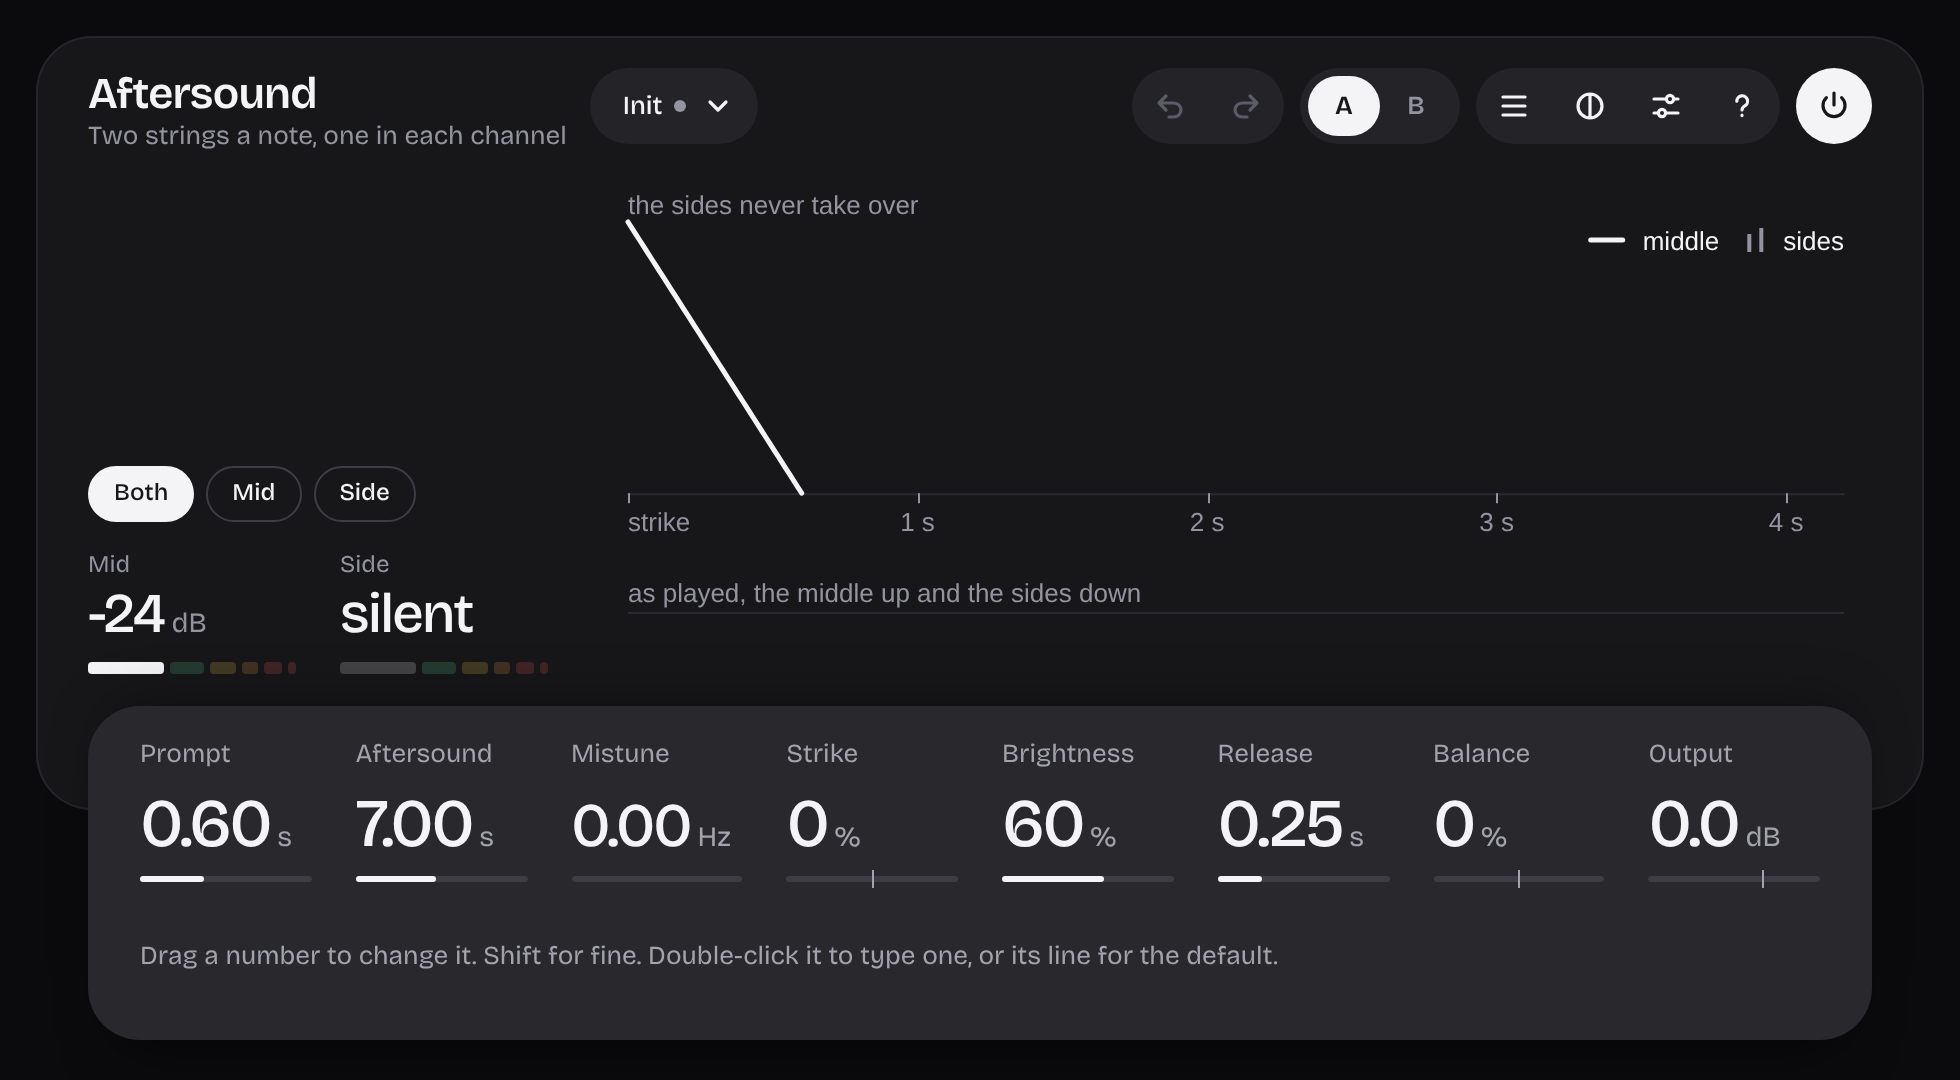 Aftersound
Two strings a note, one in each channel
Init
A B
?
the sides never take over
middle sides
strike 1 s 2 s 3 s 4 s
as played, the middle up and the sides down
Both Mid Side
Mid Side
-24 dB silent
Prompt Aftersound Mistune Strike Brightness Release Balance Output
0.60 s 7.00 s 0.00 Hz 0 % 60 % 0.25 s 0 % 0.0 dB
Drag a number to change it. Shift for fine. Double-click it to type one, or its line for the default.